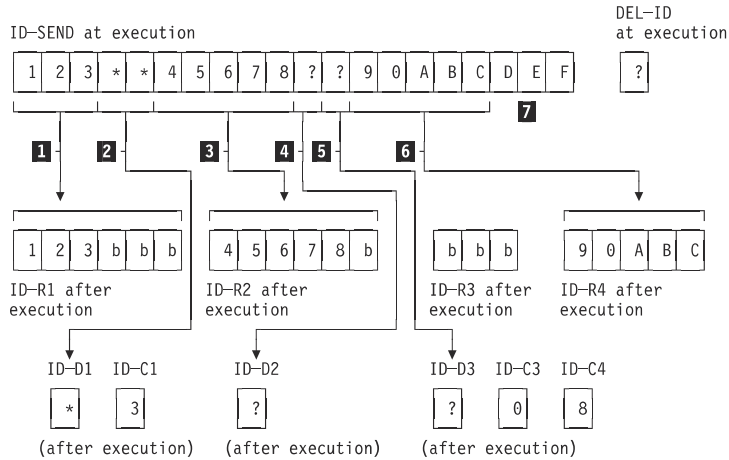 DEL-ID
ID-SEND at execution
at execution
1 2 3 * * 4 5 6 7 8 ? ? 9 0 A B C D E F
?
7
1 2 3 4 5 6
1 2 3 b b b
4 5 6 7 8 b
b b b
9 0 A B C
ID-R1 after execution
ID-R2 after execution
ID-R3 after execution
ID-R4 after execution
ID-D1 ID-C1 ID-D2 ID-D3 ID-C3 ID-C4
* 3 ? ? 0 8
(after execution) (after execution) (after execution)